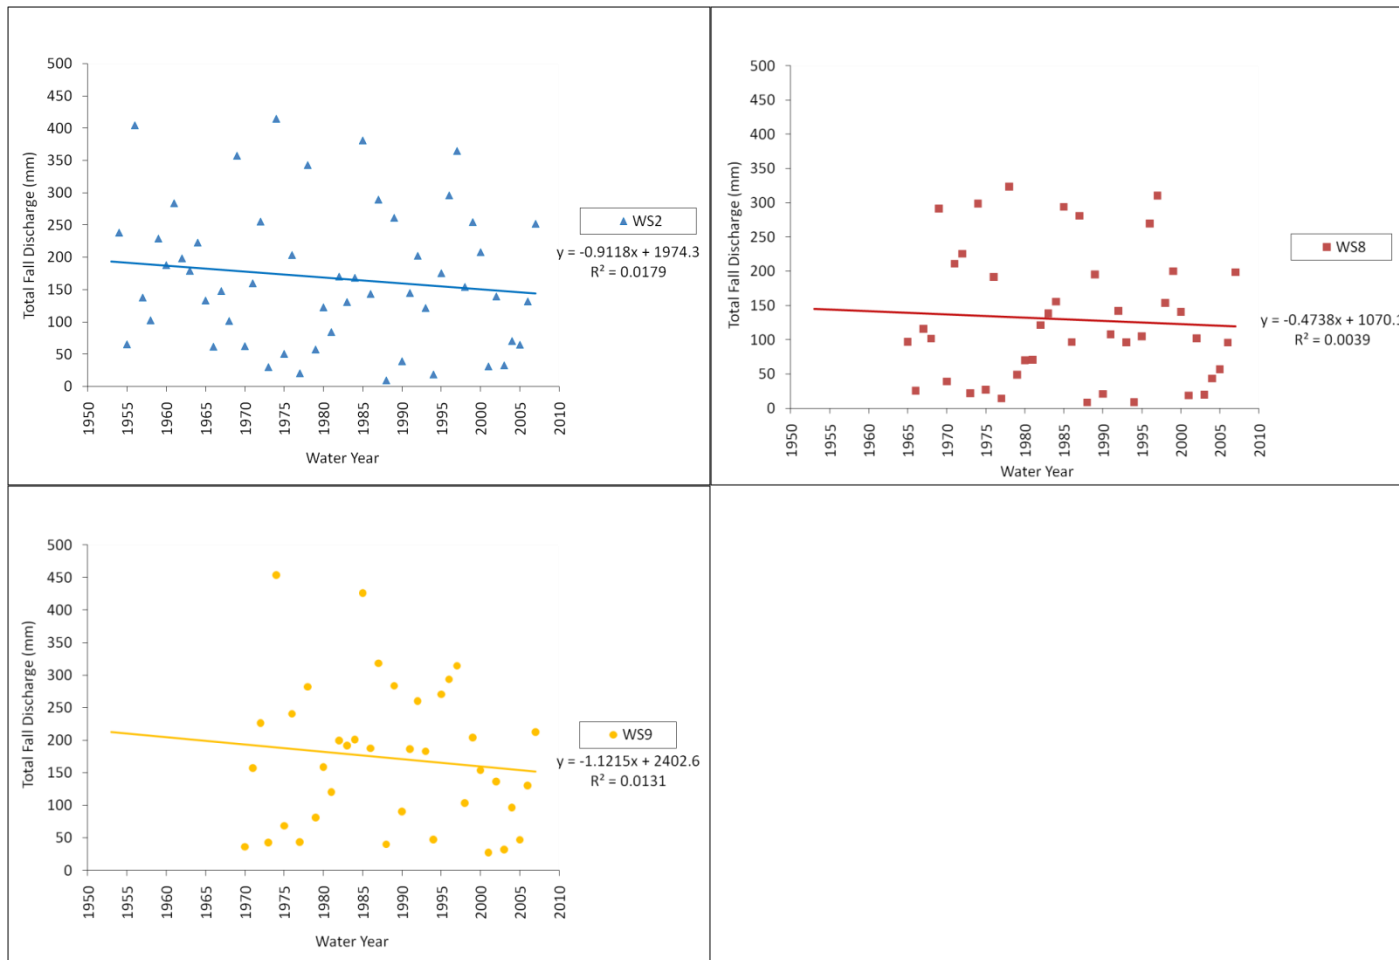 500
450
400
350
300
250
200
150
100
50
0
Total Fall Discharge (mm)
1950 1955 1960 1965 1970 1975 1980 1985 1990 1995 2000 2005 2010
Water Year
WS2
y = -0.9118x + 1974.3
R² = 0.0179
500
450
400
350
300
250
200
150
100
50
0
Total Fall Discharge (mm)
1950 1955 1960 1965 1970 1975 1980 1985 1990 1995 2000 2005 2010
Water Year
WS8
y = -0.4738x + 1070.1
R² = 0.0039
500
450
400
350
300
250
200
150
100
50
0
Total Fall Discharge (mm)
1950 1955 1960 1965 1970 1975 1980 1985 1990 1995 2000 2005 2010
Water Year
WS9
y = -1.1215x + 2402.6
R² = 0.0131